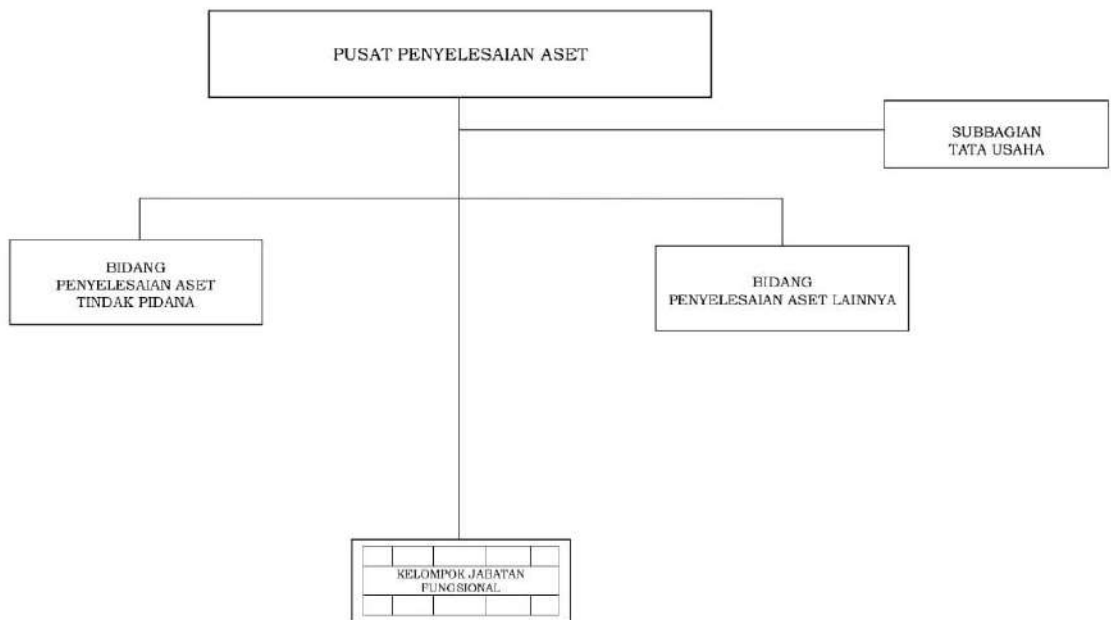 PUSAT PENYELESAIAN ASET
SUBBAGIAN
TATA USAHA
BIDANG
PENYELESAIAN ASET
TINDAK PIDANA
BIDANG
PENYELESAIAN ASET LAINNYA
KELOMPOK JABATAN
FUNGSIONAL